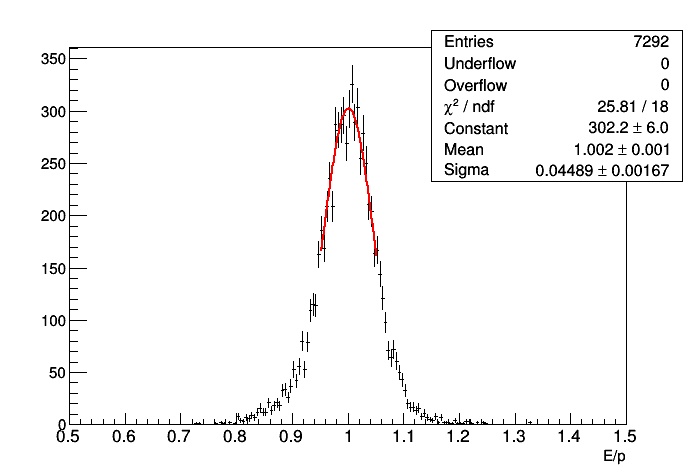 Entries 7292
Underflow 0
Overflow 0
χ² / ndf 25.81 / 18
Constant 302.2 ± 6.0
Mean 1.002 ± 0.001
Sigma 0.04489 ± 0.00167
350
300
250
200
150
100
50
0
0.5 0.6 0.7 0.8 0.9 1 1.1 1.2 1.3 1.4 1.5
E/p